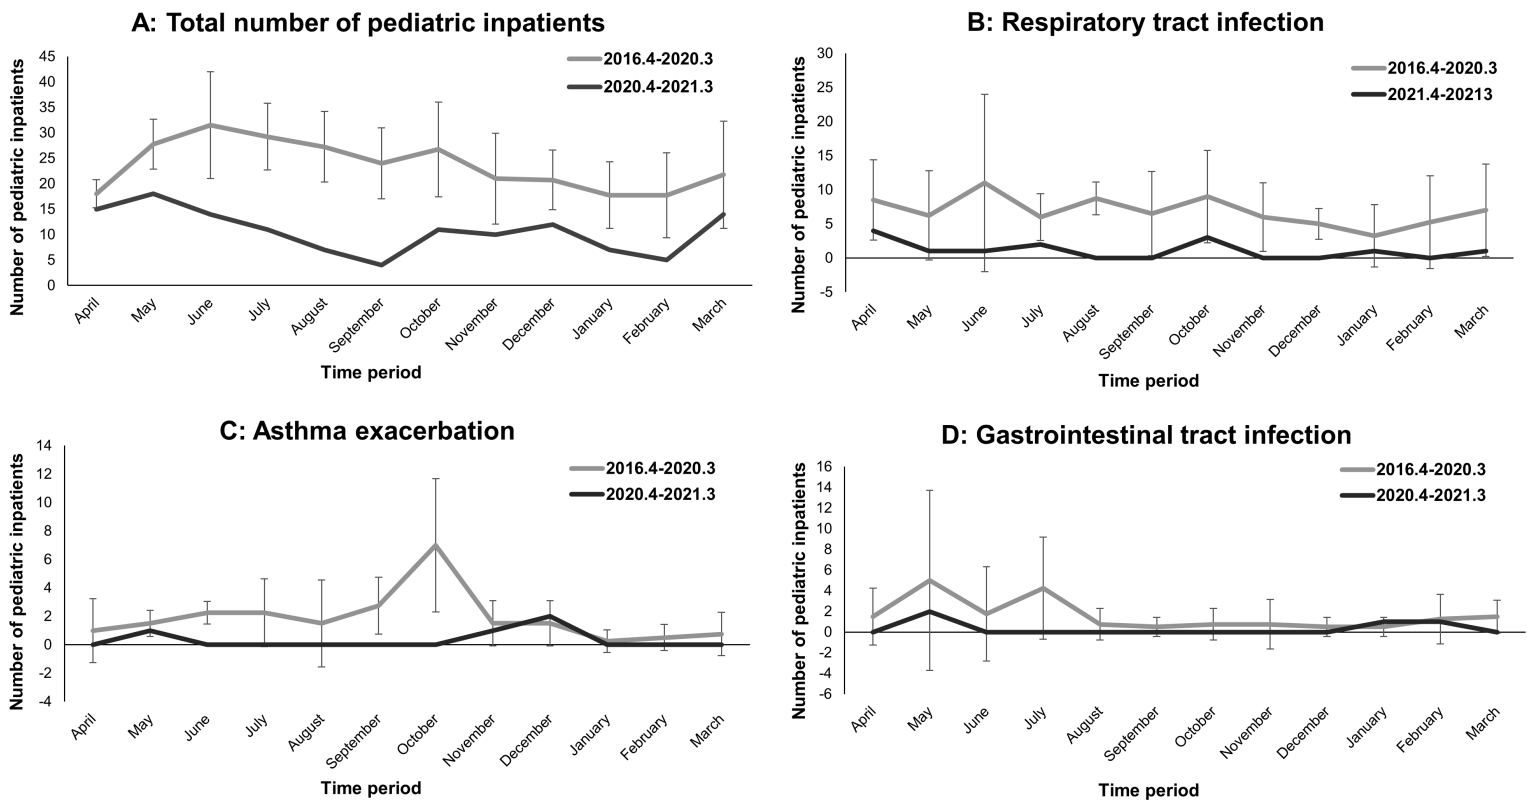 A: Total number of pediatric inpatients
Number of pediatric inpatients
45
40
35
30
25
20
15
10
5
0
2016.4-2020.3
2020.4-2021.3
April
May
June
July
August
September
October
November
December
January
February
March
Time period
B: Respiratory tract infection
Number of pediatric inpatients
30
25
20
15
10
5
0
-5
2016.4-2020.3
2021.4-20213
April
May
June
July
August
September
October
November
December
January
February
March
Time period
C: Asthma exacerbation
Number of pediatric inpatients
14
12
10
8
6
4
2
0
-2
-4
2016.4-2020.3
2020.4-2021.3
April
May
June
July
August
September
October
November
December
January
February
March
Time period
D: Gastrointestinal tract infection
Number of pediatric inpatients
16
14
12
10
8
6
4
2
0
-2
-4
-6
2016.4-2020.3
2020.4-2021.3
April
May
June
July
August
September
October
November
December
January
February
March
Time period